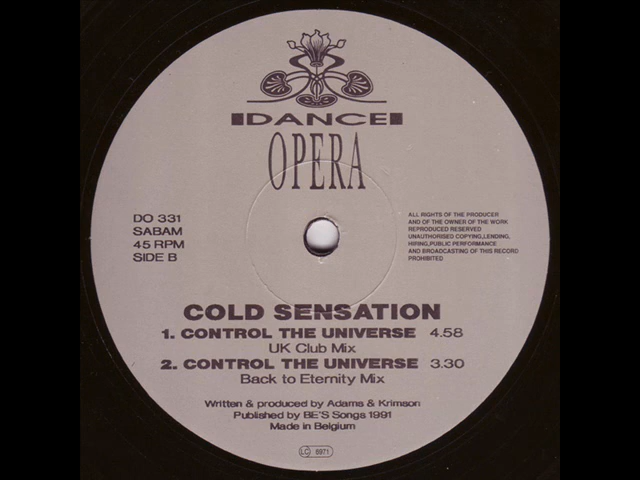 DANCE
OPERA
DO 331
SABAM
45 RPM
SIDE B
ALL RIGHTS OF THE PRODUCER
AND OF THE OWNER OF THE WORK
REPRODUCED RESERVED
UNAUTHORISED COPYING,LENDING,
HIRING,PUBLIC PERFORMANCE
AND BROADCASTING OF THIS RECORD
PROHIBITED
COLD SENSATION
1. CONTROL THE UNIVERSE 4.58
UK Club Mix
2. CONTROL THE UNIVERSE 3.30
Back to Eternity Mix
Written & produced by Adams & Krimson
Published by BE'S Songs 1991
Made in Belgium
LC 8971